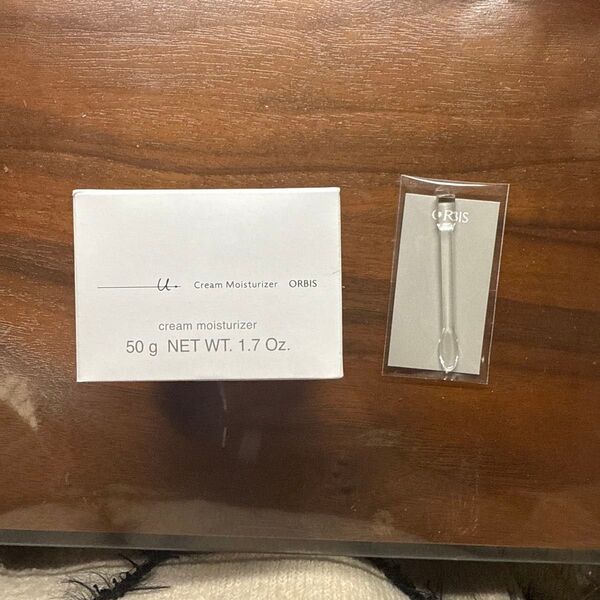 u. Cream Moisturizer ORBIS
cream moisturizer
50 g NET WT. 1.7 Oz.
ORBIS